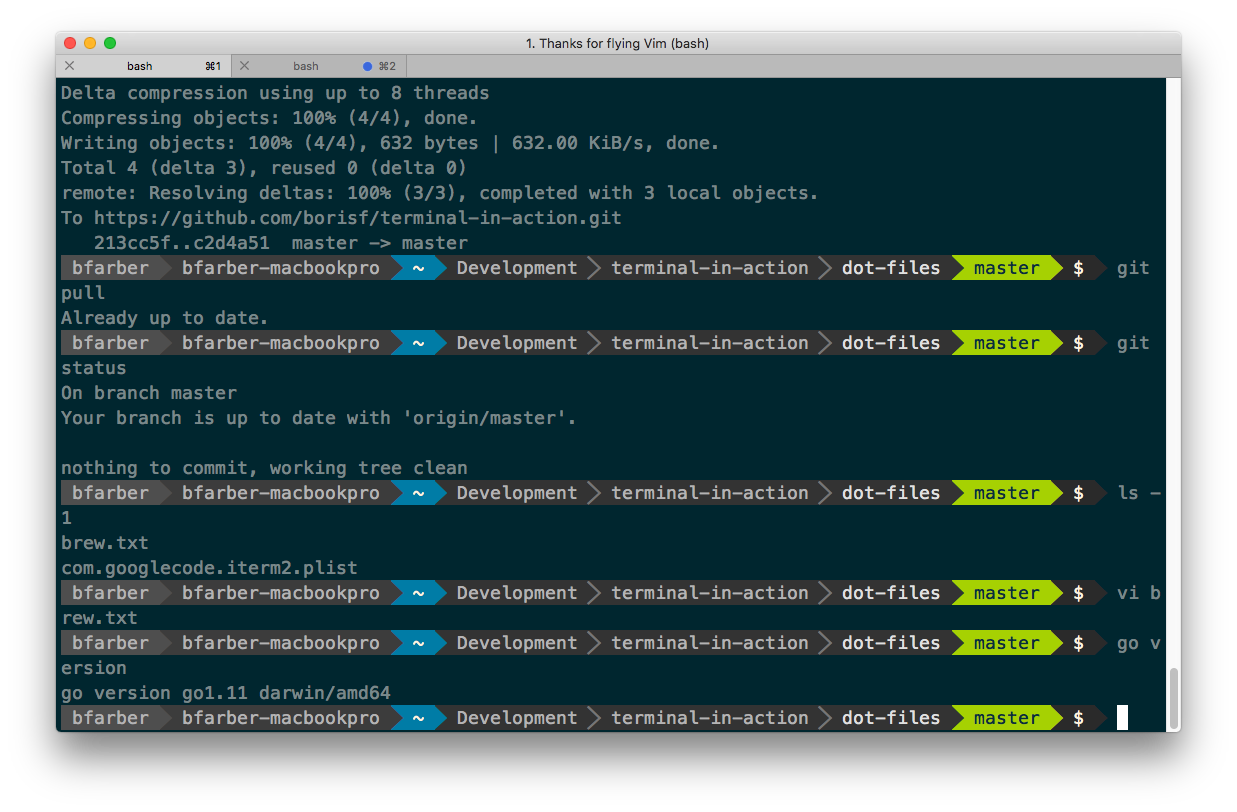 1. Thanks for flying Vim (bash)
bash ⌘1 bash ⌘2
Delta compression using up to 8 threads
Compressing objects: 100% (4/4), done.
Writing objects: 100% (4/4), 632 bytes | 632.00 KiB/s, done.
Total 4 (delta 3), reused 0 (delta 0)
remote: Resolving deltas: 100% (3/3), completed with 3 local objects.
To https://github.com/borisf/terminal-in-action.git
   213cc5f..c2d4a51  master -> master
bfarber bfarber-macbookpro ~ Development terminal-in-action dot-files master $ git
pull
Already up to date.
bfarber bfarber-macbookpro ~ Development terminal-in-action dot-files master $ git
status
On branch master
Your branch is up to date with 'origin/master'.

nothing to commit, working tree clean
bfarber bfarber-macbookpro ~ Development terminal-in-action dot-files master $ ls -
1
brew.txt
com.googlecode.iterm2.plist
bfarber bfarber-macbookpro ~ Development terminal-in-action dot-files master $ vi b
rew.txt
bfarber bfarber-macbookpro ~ Development terminal-in-action dot-files master $ go v
ersion
go version go1.11 darwin/amd64
bfarber bfarber-macbookpro ~ Development terminal-in-action dot-files master $